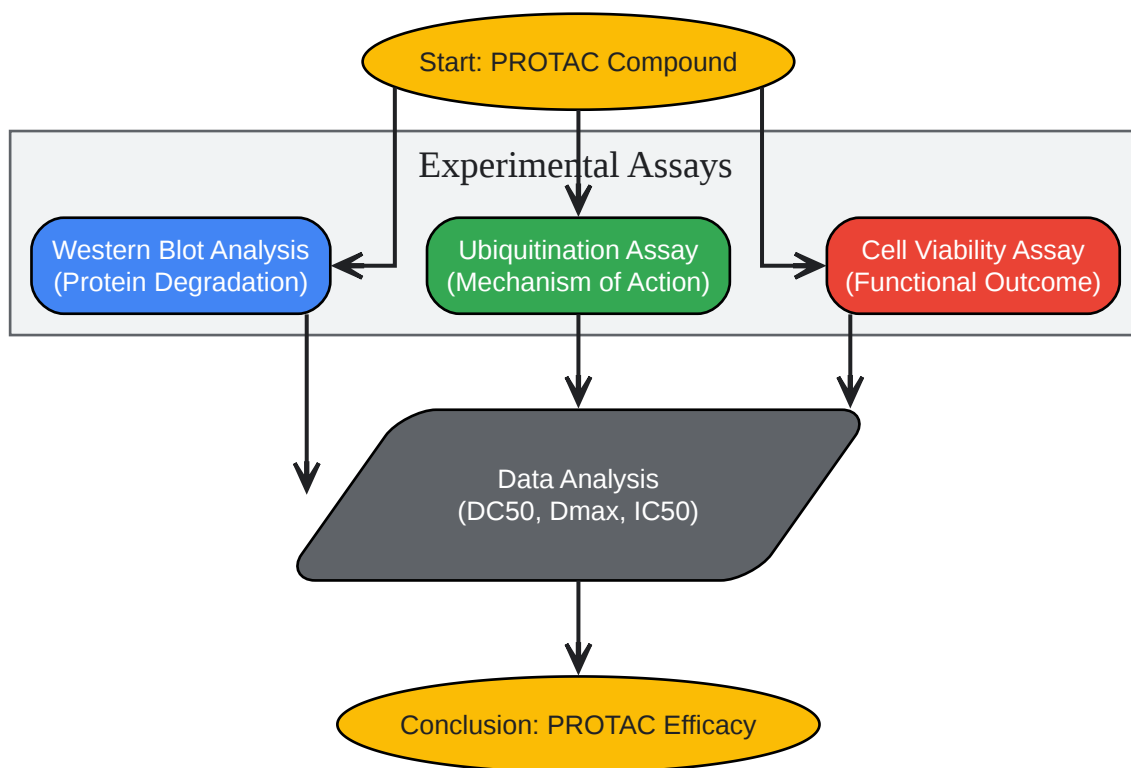 Start: PROTAC Compound
Experimental Assays
Western Blot Analysis
(Protein Degradation)
Ubiquitination Assay
(Mechanism of Action)
Cell Viability Assay
(Functional Outcome)
Data Analysis
(DC50, Dmax, IC50)
Conclusion: PROTAC Efficacy